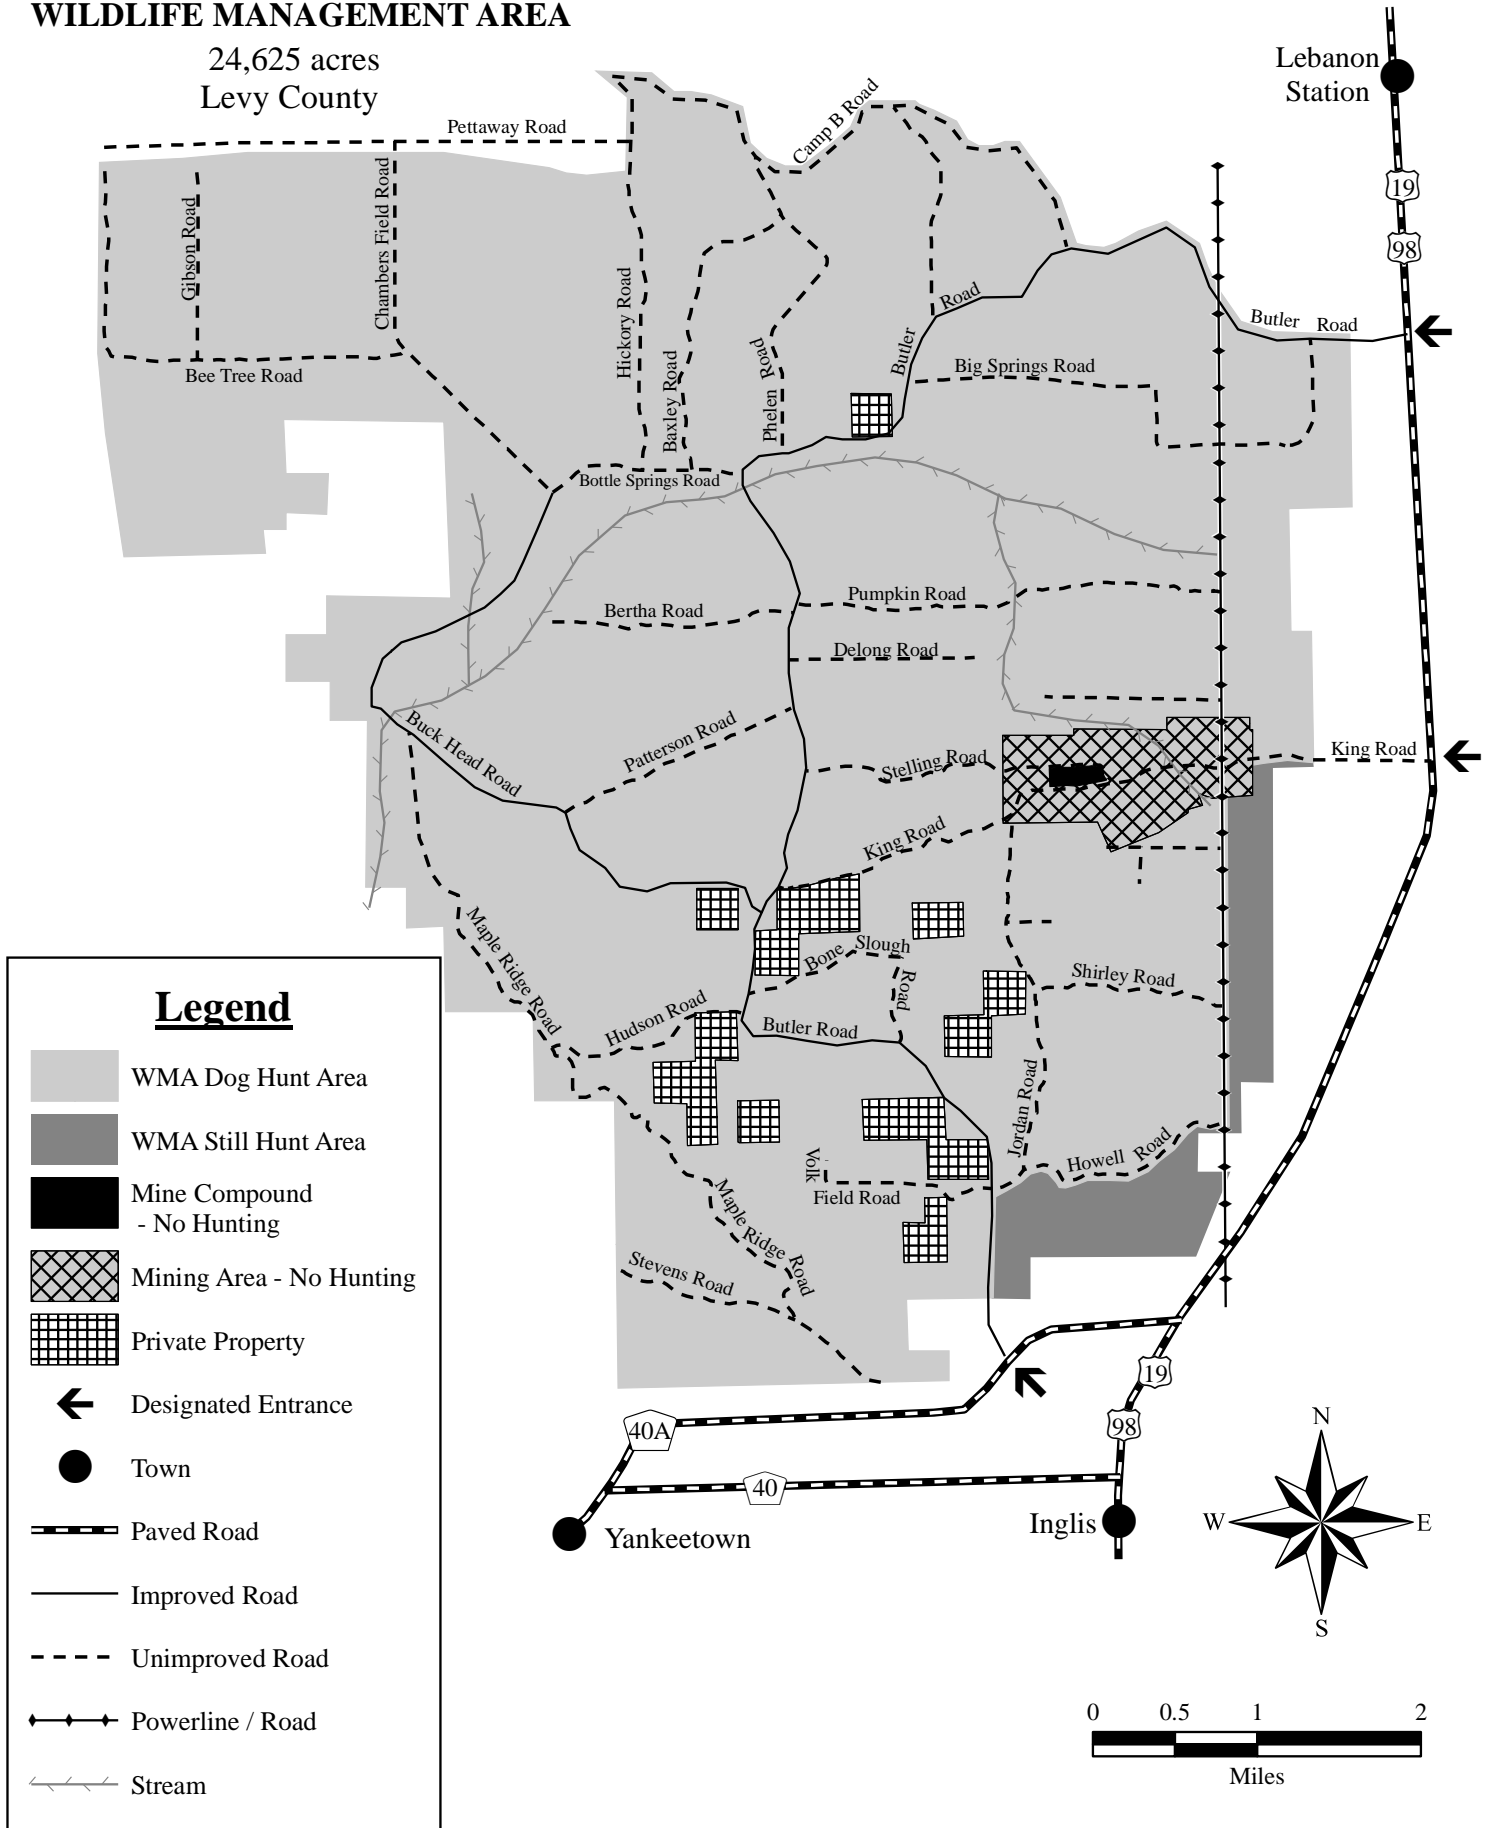 WILDLIFE MANAGEMENT AREA
24,625 acres
Levy County
Lebanon
Station
Pettaway Road
Camp B Road
19
98
Gibson Road
Chambers Field Road
Hickory Road
Baxley Road
Phelen Road
Butler
Road
Butler Road
Big Springs Road
Bee Tree Road
Bottle Springs Road
Bertha Road
Pumpkin Road
Delong Road
Buck Head Road
Patterson Road
Stelling Road
King Road
King Road
Maple Ridge Road
Bone Slough
Road
Shirley Road
Hudson Road
Butler Road
Jordan Road
Howell Road
Volk
Field Road
Maple Ridge Road
Stevens Road
19
98
40A
40
Yankeetown
Inglis
Legend
WMA Dog Hunt Area
WMA Still Hunt Area
Mine Compound
- No Hunting
Mining Area - No Hunting
Private Property
Designated Entrance
Town
Paved Road
Improved Road
Unimproved Road
Powerline / Road
Stream
N
W
E
S
0 0.5 1 2
Miles